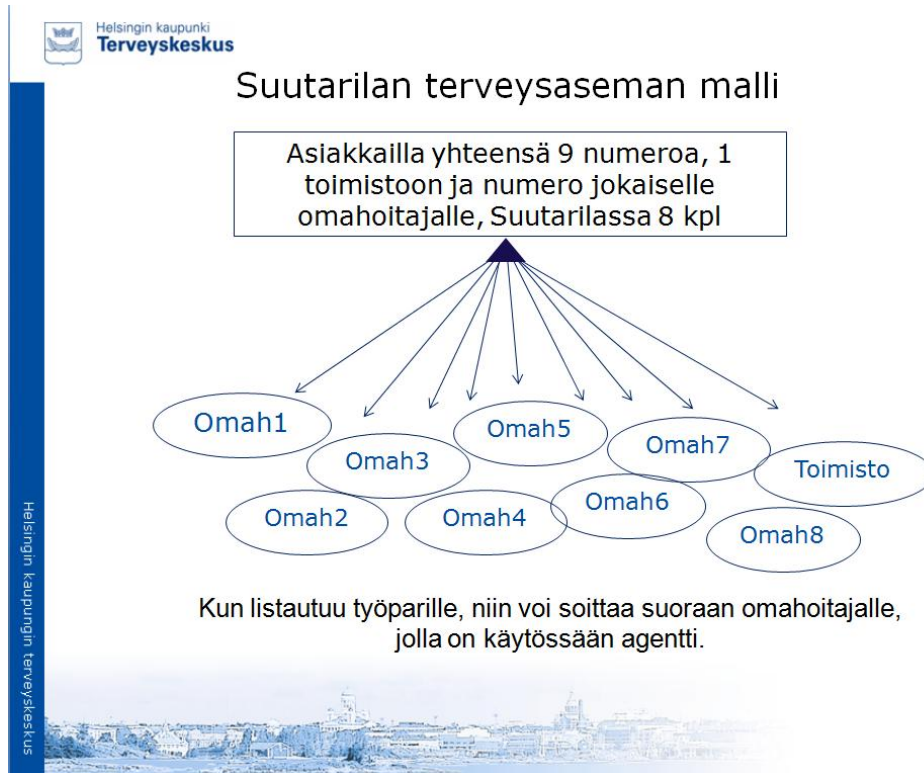 Helsingin kaupunki
Terveyskeskus
Suutarilan terveysaseman malli
Asiakkailla yhteensä 9 numeroa, 1
toimistoon ja numero jokaiselle
omahoitajalle, Suutarilassa 8 kpl
Omah1
Omah3
Omah5
Omah7
Toimisto
Omah2
Omah4
Omah6
Omah8
Kun listautuu työparille, niin voi soittaa suoraan omahoitajalle,
jolla on käytössään agentti.
Helsingin kaupungin terveyskeskus